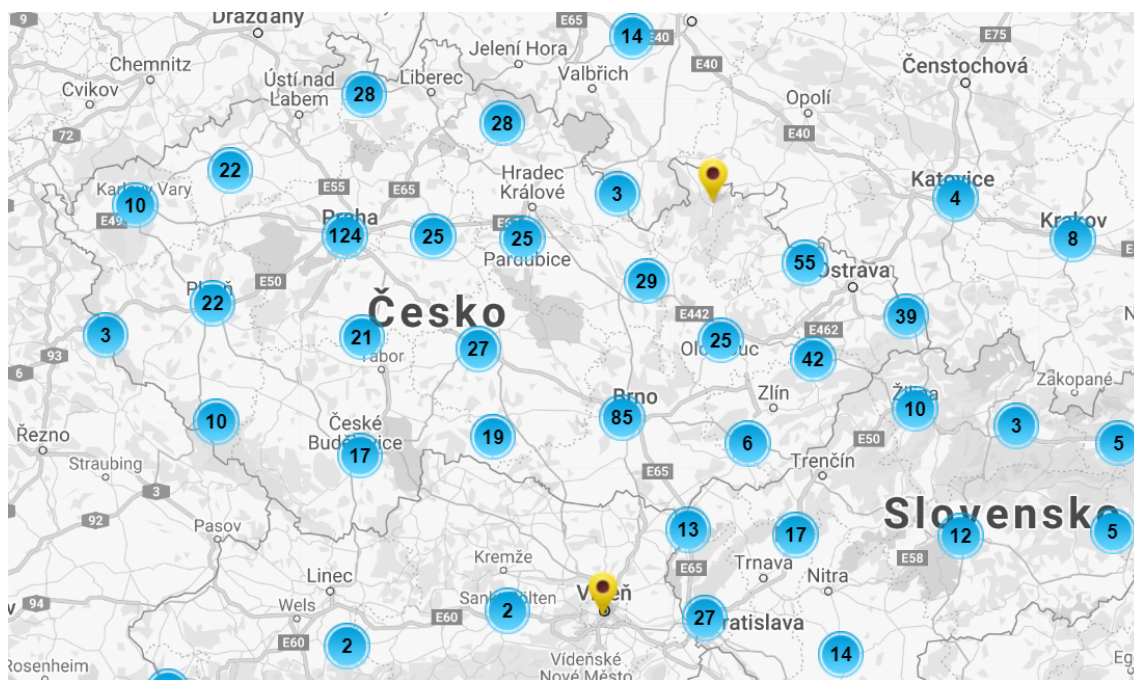 9
Drážďany
E65
14
E40
E75
Chemnitz
Jelení Hora
Čenstochová
Cvikov
Ústí nad
Labem
28
Liberec
Valbřich
E40
Opolí
72
28
E40
22
Hradec
Králové
Karlovy Vary
10
E55
E65
3
Katovice
4
E49
Praha
124
25
25
Pardubice
Krakov
8
55
Ostrava
Plzeň
22
E50
29
Česko
E442
39
3
21
Tábor
27
25
Olomouc
E462
42
93
6
Zákopané
Brno
85
Zlín
Žilina
10
10
České
Budějovice
17
19
6
E50
3
5
Řezno
Straubing
Trenčín
3
E65
92
Pasov
13
17
Slovensko
12
5
Kremže
E58
Linec
E65
Trnava
Nitra
94
Wels
Sankt Pölten
2
Vídeň
E60
27
Bratislava
E60
2
14
Vídeňské
Nové Město
Rosenheim